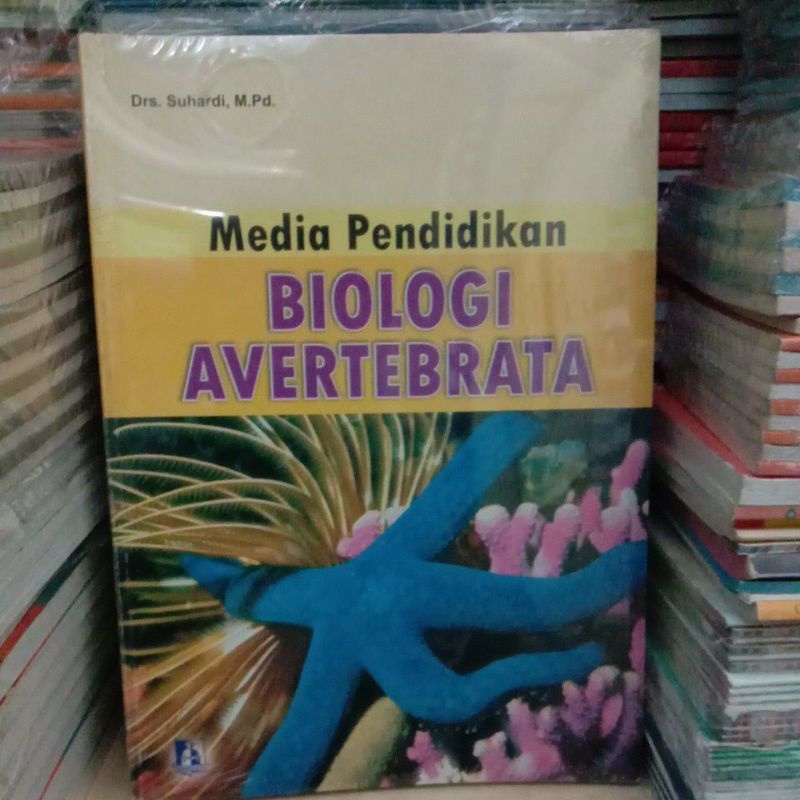 Drs. Suhardi, M.Pd.
Media Pendidikan
BIOLOGI
AVERTEBRATA